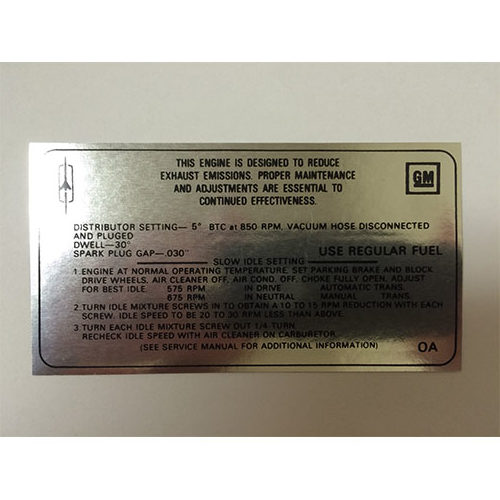 THIS ENGINE IS DESIGNED TO REDUCE
EXHAUST EMISSIONS. PROPER MAINTENANCE
AND ADJUSTMENTS ARE ESSENTIAL TO
CONTINUED EFFECTIVENESS.
GM
DISTRIBUTOR SETTING— 5° BTC at 850 RPM, VACUUM HOSE DISCONNECTED
AND PLUGED
DWELL—30°
SPARK PLUG GAP—.030" USE REGULAR FUEL
SLOW IDLE SETTING
1. ENGINE AT NORMAL OPERATING TEMPERATURE, SET PARKING BRAKE AND BLOCK
DRIVE WHEELS, AIR CLEANER OFF, AIR COND. OFF, CHOKE FULLY OPEN, ADJUST
FOR BEST IDLE. 575 RPM IN DRIVE AUTOMATIC TRANS.
675 RPM IN NEUTRAL MANUAL TRANS.
2. TURN IDLE MIXTURE SCREWS IN TO OBTAIN A 10 TO 15 RPM REDUCTION WITH EACH
SCREW. IDLE SPEED TO BE 20 TO 30 RPM LESS THAN ABOVE.
3. TURN EACH IDLE MIXTURE SCREW OUT 1/4 TURN
RECHECK IDLE SPEED WITH AIR CLEANER ON CARBURETOR.
(SEE SERVICE MANUAL FOR ADDITIONAL INFORMATION) OA